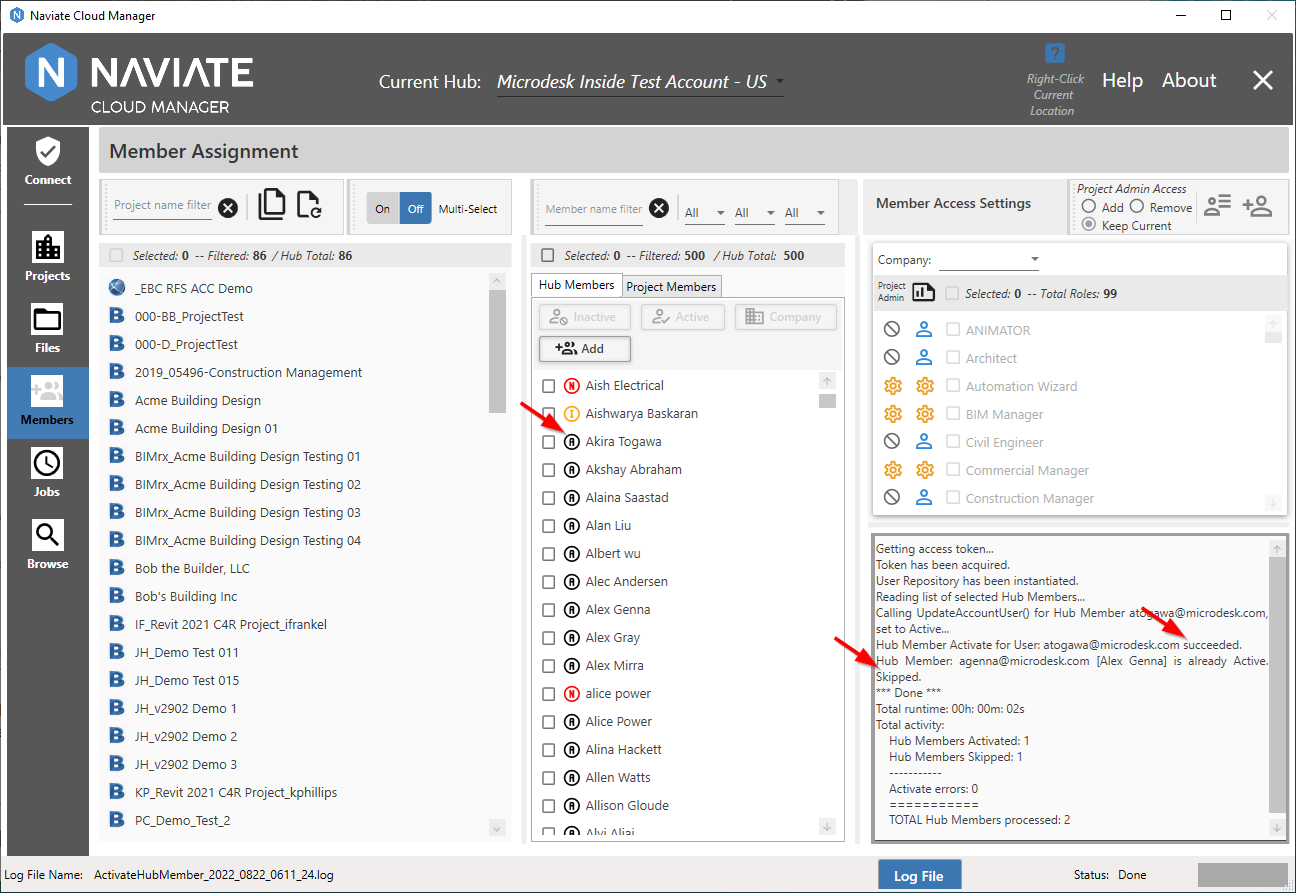 Naviate Cloud Manager
N NAVIATE
CLOUD MANAGER
Current Hub: Microdesk Inside Test Account - US
?
Right-Click
Current
Location
Help About
Connect
Projects
Files
Members
Jobs
Browse
Member Assignment
Project name filter
On Off Multi-Select
Member name filter
All All All
Member Access Settings
Project Admin Access
Add Remove
Keep Current
Selected: 0 -- Filtered: 86 / Hub Total: 86
_EBC RFS ACC Demo
B 000-BB_ProjectTest
B 000-D_ProjectTest
B 2019_05496-Construction Management
B Acme Building Design
B Acme Building Design 01
B BIMrx_Acme Building Design Testing 01
B BIMrx_Acme Building Design Testing 02
B BIMrx_Acme Building Design Testing 03
B BIMrx_Acme Building Design Testing 04
B Bob the Builder, LLC
B Bob's Building Inc
B IF_Revit 2021 C4R Project_ifrankel
B JH_Demo Test 011
B JH_Demo Test 015
B JH_v2902 Demo 1
B JH_v2902 Demo 2
B JH_v2902 Demo 3
B KP_Revit 2021 C4R Project_kphillips
B PC_Demo_Test_2
Selected: 0 -- Filtered: 500 / Hub Total: 500
Hub Members Project Members
Inactive Active Company
Add
N Aish Electrical
I Aishwarya Baskaran
A Akira Togawa
A Akshay Abraham
A Alaina Saastad
A Alan Liu
A Albert wu
A Alec Andersen
A Alex Genna
A Alex Gray
A Alex Mirra
N alice power
A Alice Power
A Alina Hackett
A Allen Watts
A Allison Gloude
A Alvi Aliaj
Company:
Project
Admin
Selected: 0 -- Total Roles: 99
ANIMATOR
Architect
Automation Wizard
BIM Manager
Civil Engineer
Commercial Manager
Construction Manager
Getting access token...
Token has been acquired.
User Repository has been instantiated.
Reading list of selected Hub Members...
Calling UpdateAccountUser() for Hub Member atogawa@microdesk.com,
set to Active...
Hub Member Activate for User: atogawa@microdesk.com succeeded.
Hub Member: agenna@microdesk.com [Alex Genna] is already Active.
Skipped.
*** Done ***
Total runtime: 00h: 00m: 02s
Total activity:
Hub Members Activated: 1
Hub Members Skipped: 1
-----------
Activate errors: 0
===========
TOTAL Hub Members processed: 2
Log File Name: ActivateHubMember_2022_0822_0611_24.log
Log File
Status: Done